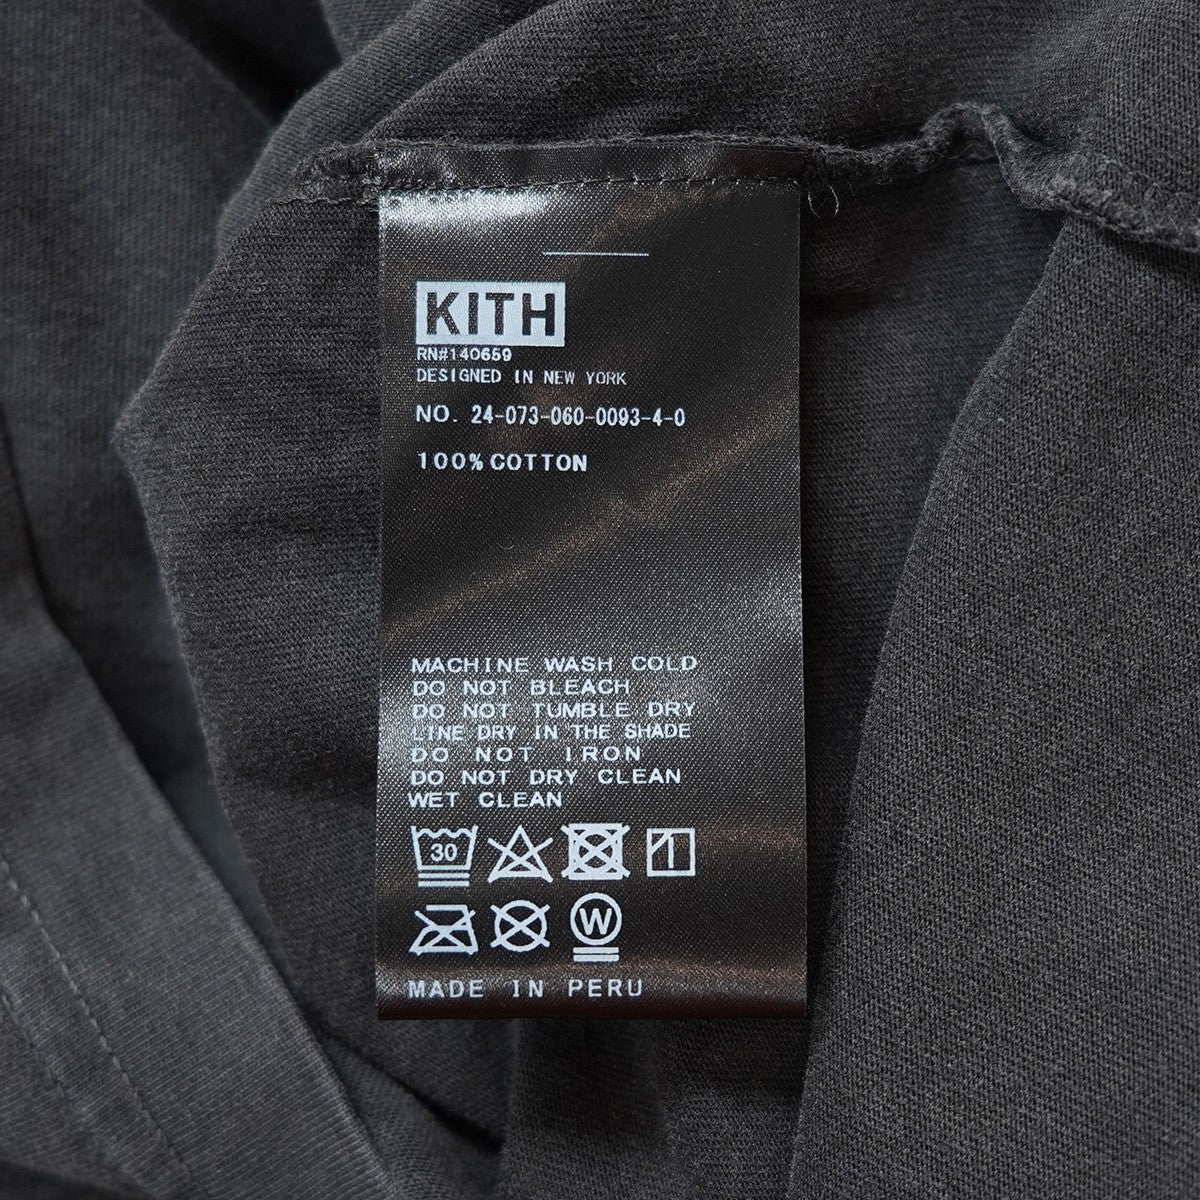 KITH
RN#140659
DESIGNED IN NEW YORK
NO. 24-073-060-0093-4-0
100% COTTON
MACHINE WASH COLD
DO NOT BLEACH
DO NOT TUMBLE DRY
LINE DRY IN THE SHADE
DO NOT IRON
DO NOT DRY CLEAN
WET CLEAN
30
W
MADE IN PERU